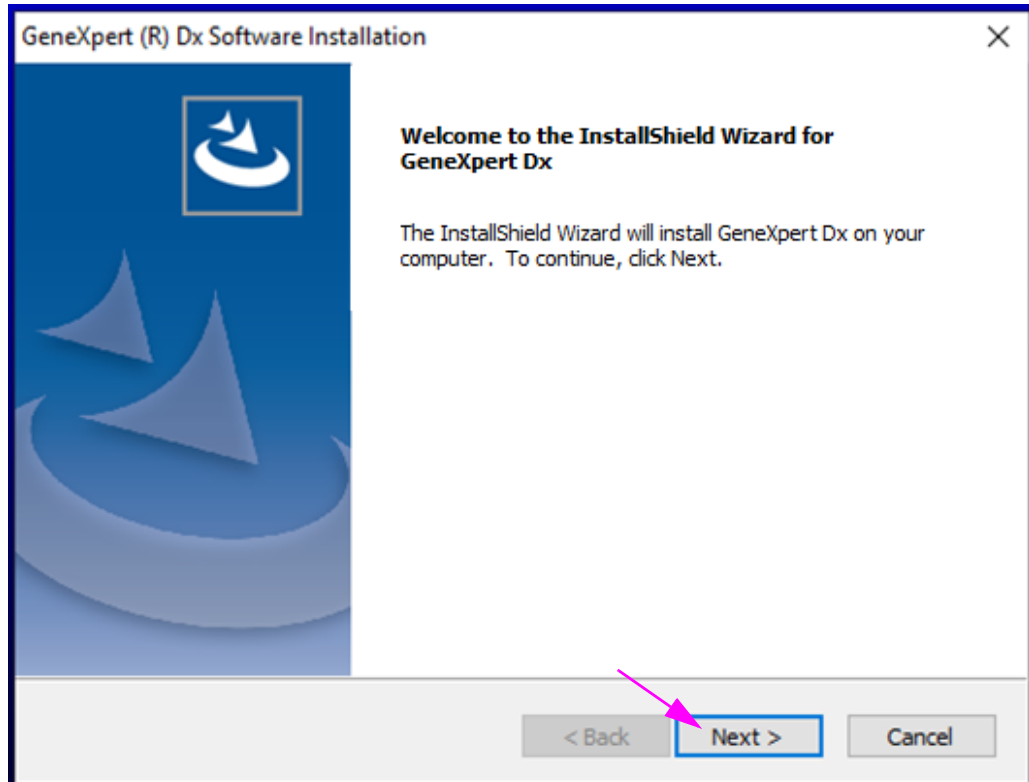 GeneXpert (R) Dx Software Installation
Welcome to the InstallShield Wizard for
GeneXpert Dx
The InstallShield Wizard will install GeneXpert Dx on your
computer.  To continue, click Next.
< Back Next > Cancel